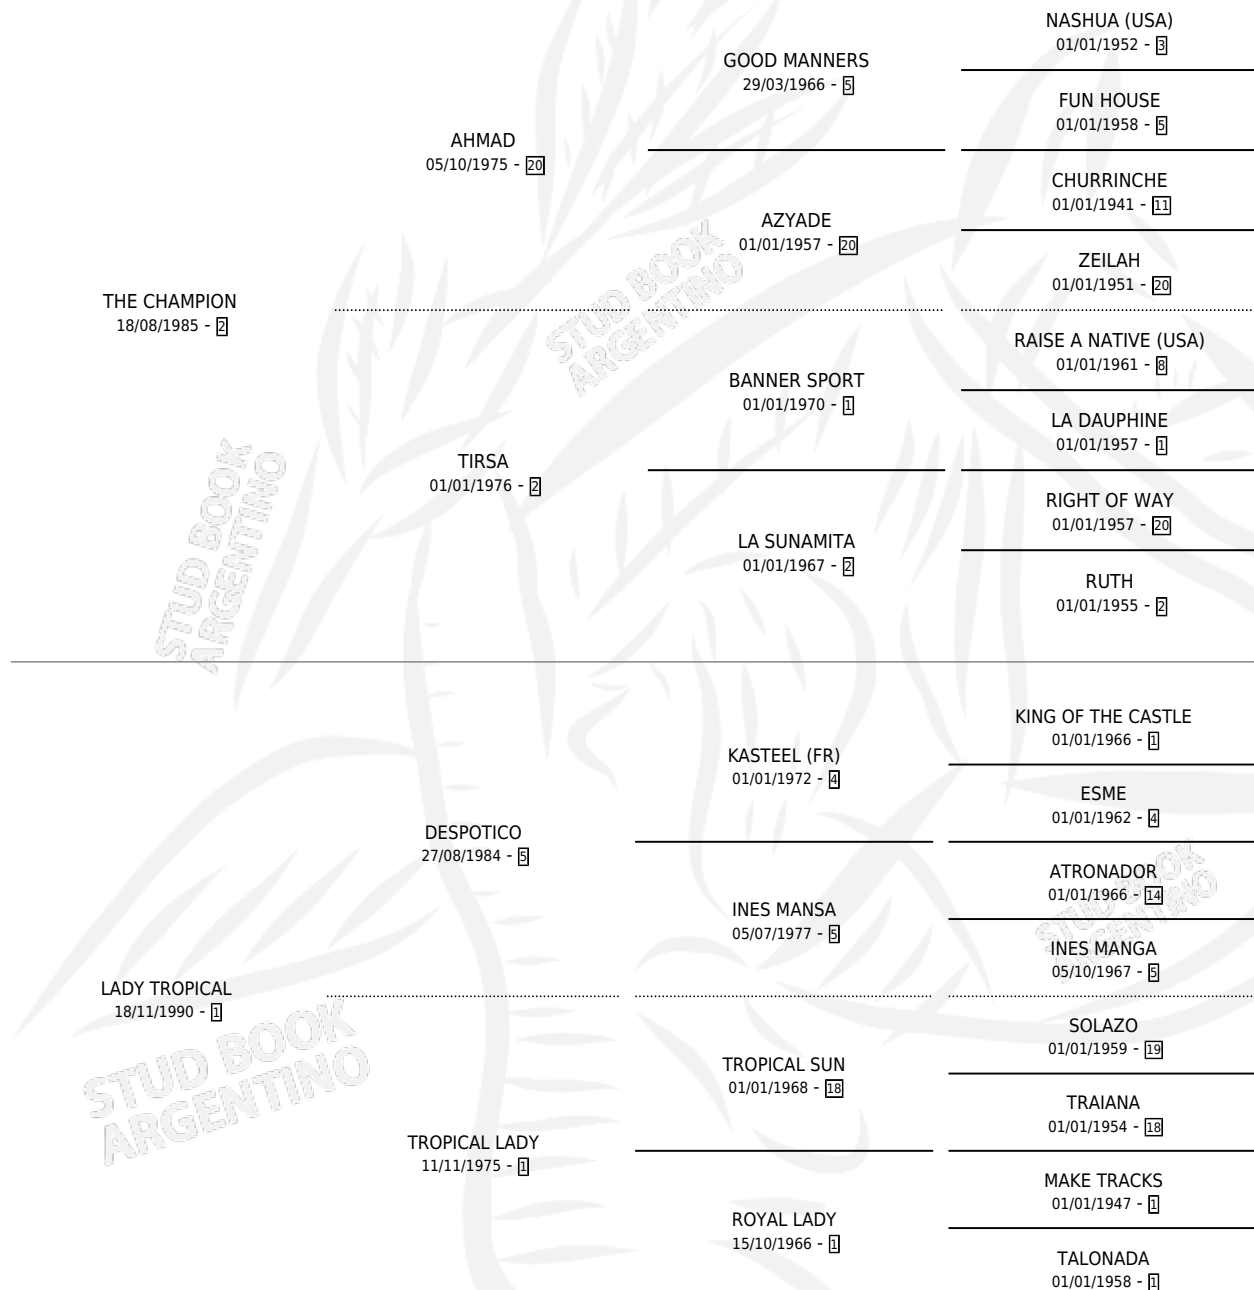 NASHUA (USA)
01/01/1952 - 3
GOOD MANNERS
29/03/1966 - 5
FUN HOUSE
01/01/1958 - 5
AHMAD
05/10/1975 - 20
CHURRINCHE
01/01/1941 - 11
AZYADE
01/01/1957 - 20
ZEILAH
01/01/1951 - 20
THE CHAMPION
18/08/1985 - 2
STUD BOOK
ARGENTINO
RAISE A NATIVE (USA)
01/01/1961 - 8
BANNER SPORT
01/01/1970 - 1
LA DAUPHINE
01/01/1957 - 1
TIRSA
01/01/1976 - 2
RIGHT OF WAY
01/01/1957 - 20
LA SUNAMITA
01/01/1967 - 2
RUTH
01/01/1955 - 2
STUD BOOK
ARGENTINO
KING OF THE CASTLE
01/01/1966 - 1
KASTEEL (FR)
01/01/1972 - 4
ESME
01/01/1962 - 4
DESPOTICO
27/08/1984 - 5
ATRONADOR
01/01/1966 - 14
INES MANSA
05/07/1977 - 5
INES MANGA
05/10/1967 - 5
STUD BOOK
ARGENTINO
LADY TROPICAL
18/11/1990 - 1
SOLAZO
01/01/1959 - 19
TROPICAL SUN
01/01/1968 - 18
TRAIANA
01/01/1954 - 18
STUD BOOK
ARGENTINO
TROPICAL LADY
11/11/1975 - 1
MAKE TRACKS
01/01/1947 - 1
ROYAL LADY
15/10/1966 - 1
TALONADA
01/01/1958 - 1